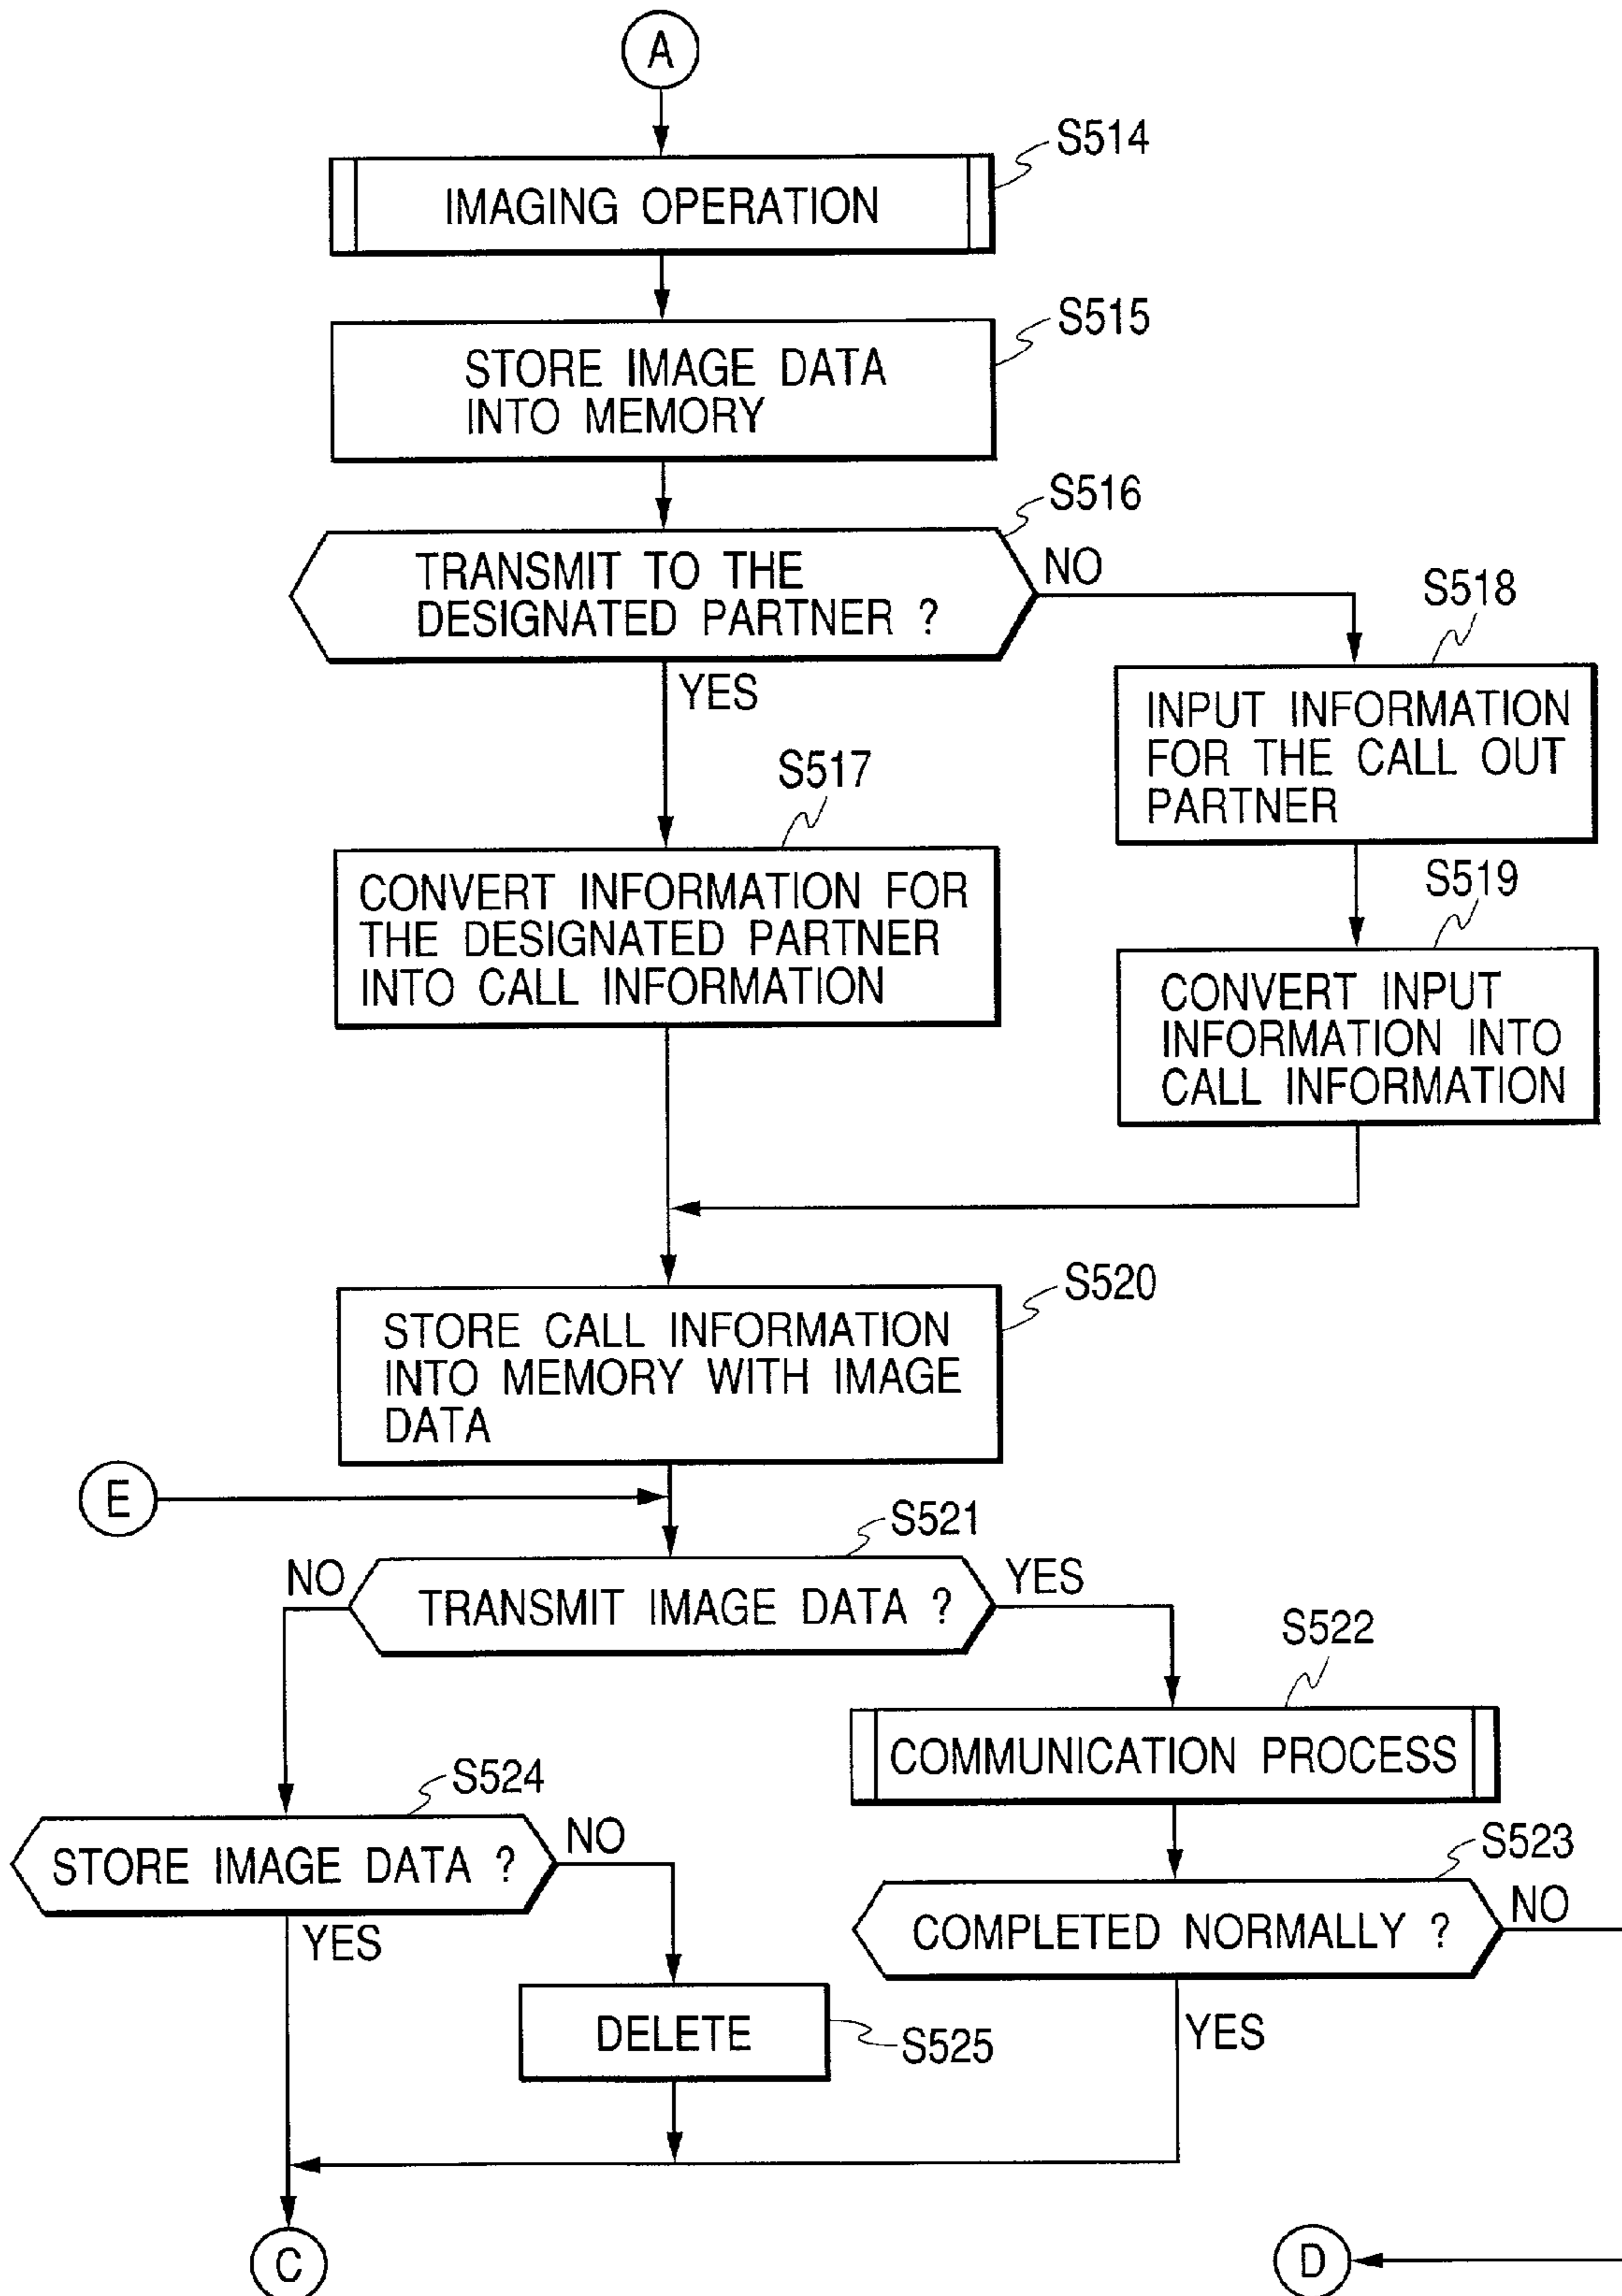 A
S514
IMAGING OPERATION
S515
STORE IMAGE DATA
INTO MEMORY
S516
TRANSMIT TO THE
DESIGNATED PARTNER ?
NO
YES
S518
INPUT INFORMATION
FOR THE CALL OUT
PARTNER
S517
CONVERT INFORMATION FOR
THE DESIGNATED PARTNER
INTO CALL INFORMATION
S519
CONVERT INPUT
INFORMATION INTO
CALL INFORMATION
S520
STORE CALL INFORMATION
INTO MEMORY WITH IMAGE
DATA
E
S521
NO
TRANSMIT IMAGE DATA ?
YES
S522
COMMUNICATION PROCESS
S524
STORE IMAGE DATA ?
NO
YES
S523
COMPLETED NORMALLY ?
NO
YES
DELETE
S525
C
D